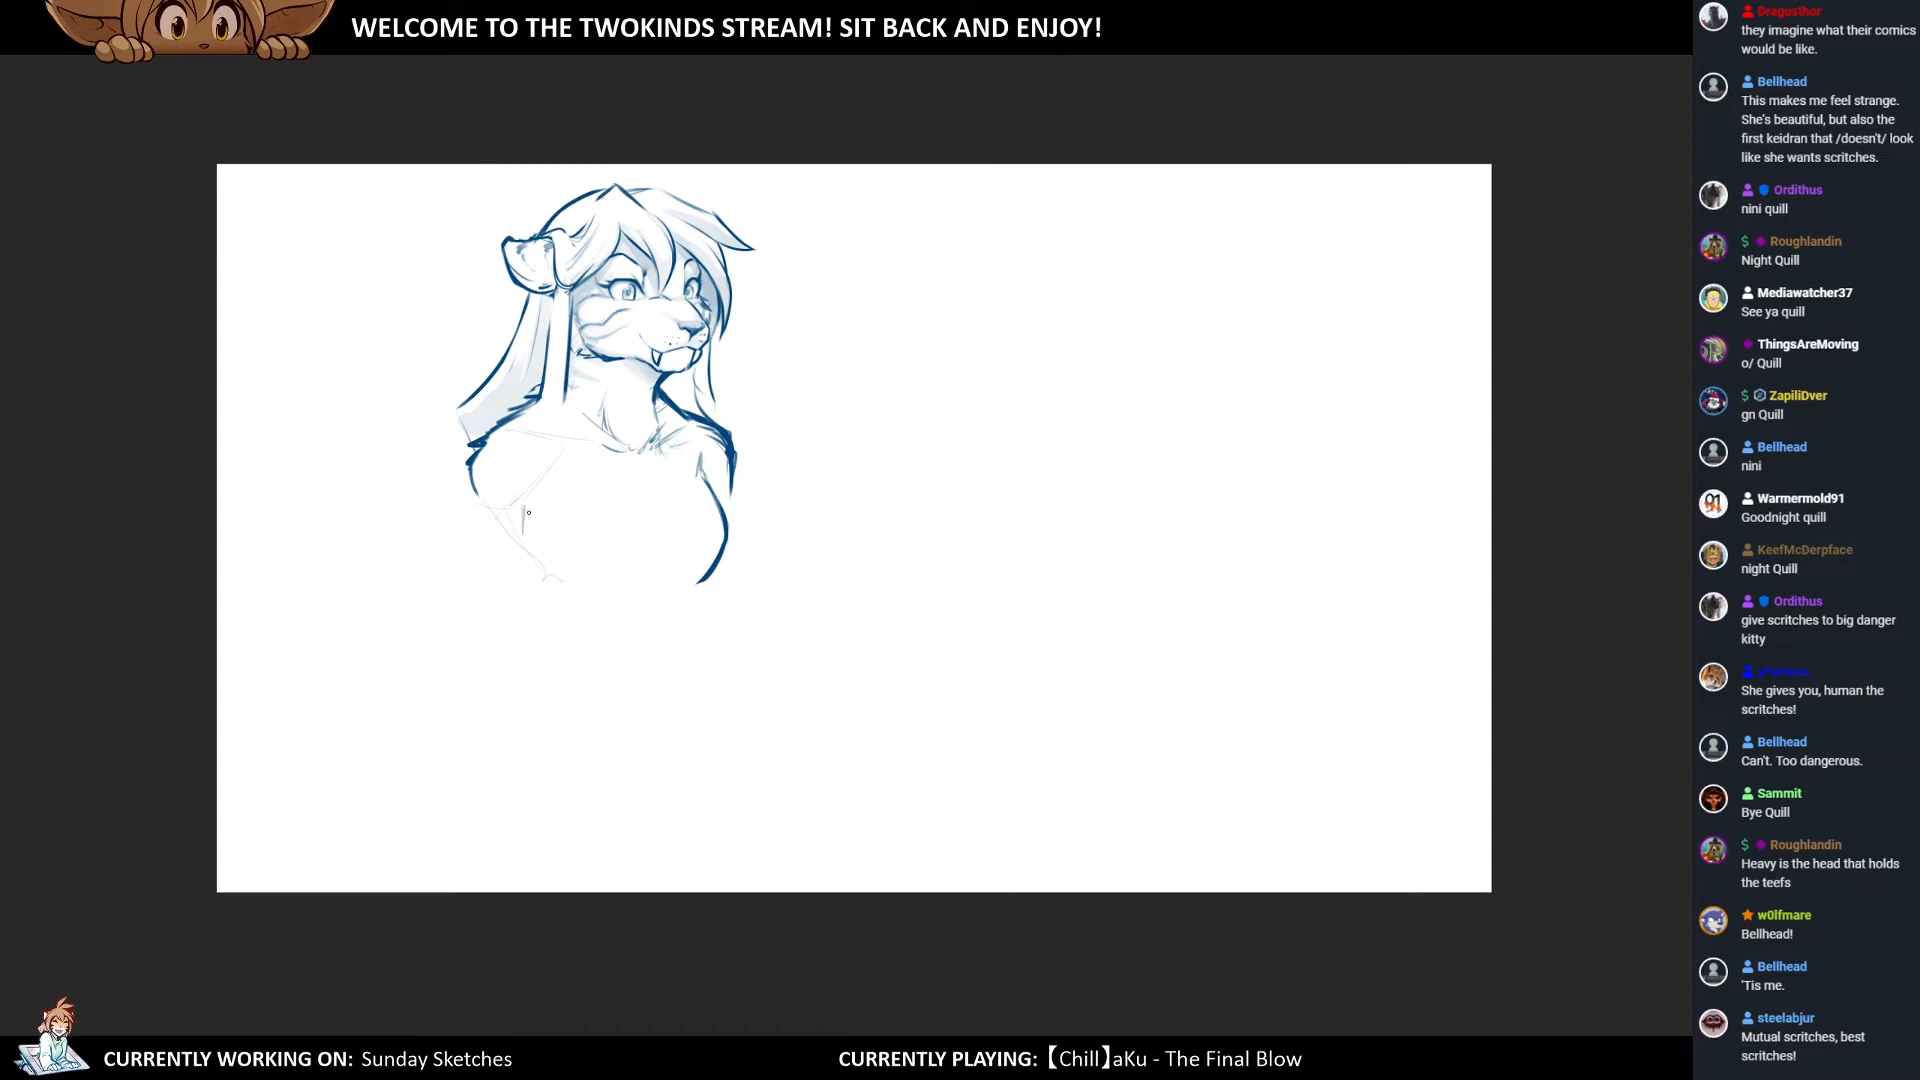 WELCOME TO THE TWOKINDS STREAM! SIT BACK AND ENJOY!
Dragusthor
they imagine what their comics
would be like.
Bellhead
This makes me feel strange.
She's beautiful, but also the
first keidran that /doesn't/ look
like she wants scritches.
Ordithus
nini quill
$ Roughlandin
Night Quill
Mediawatcher37
See ya quill
ThingsAreMoving
o/ Quill
$ ZapiliDver
gn Quill
Bellhead
nini
Warmermold91
Goodnight quill
KeefMcDerpface
night Quill
Ordithus
give scritches to big danger
kitty
She gives you, human the
scritches!
Bellhead
Can't. Too dangerous.
Sammit
Bye Quill
$ Roughlandin
Heavy is the head that holds
the teefs
w0lfmare
Bellhead!
Bellhead
'Tis me.
steelabjur
Mutual scritches, best
scritches!
CURRENTLY WORKING ON: Sunday Sketches
CURRENTLY PLAYING:【Chill】aKu - The Final Blow